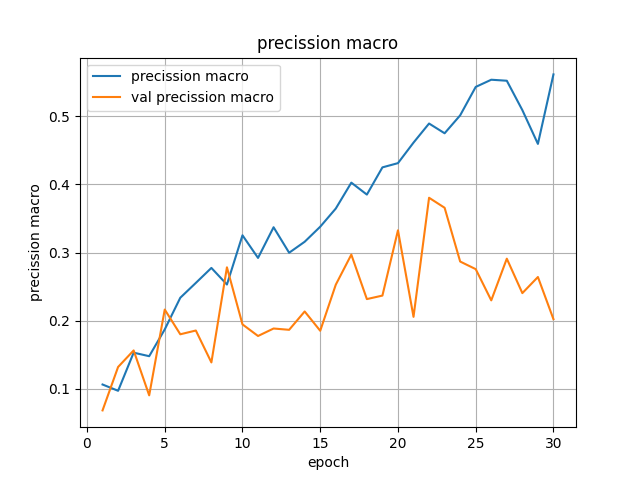 precission macro
precission macro
val precission macro
0.5
0.4
0.3
0.2
0.1
precission macro
0 5 10 15 20 25 30
epoch